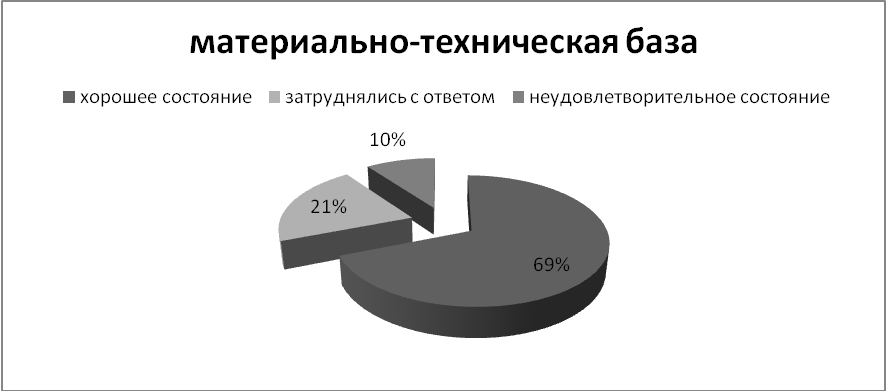 материально-техническая база
хорошее состояние затруднялись с ответом неудовлетворительное состояние
10%
21%
69%